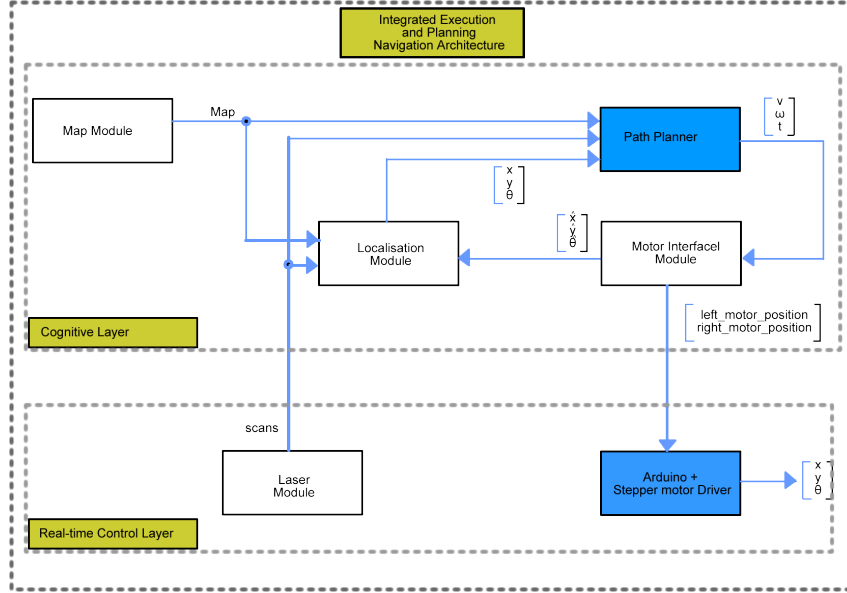 Integrated Execution
and Planning
Navigation Architecture
Map Module
Map
Path Planner
v
ω
t
x
y
θ
Localisation
Module
ẋ
ẏ
θ̇
Motor Interfacel
Module
left_motor_position
right_motor_position
Cognitive Layer
scans
Laser
Module
Arduino +
Stepper motor Driver
x
y
θ
Real-time Control Layer